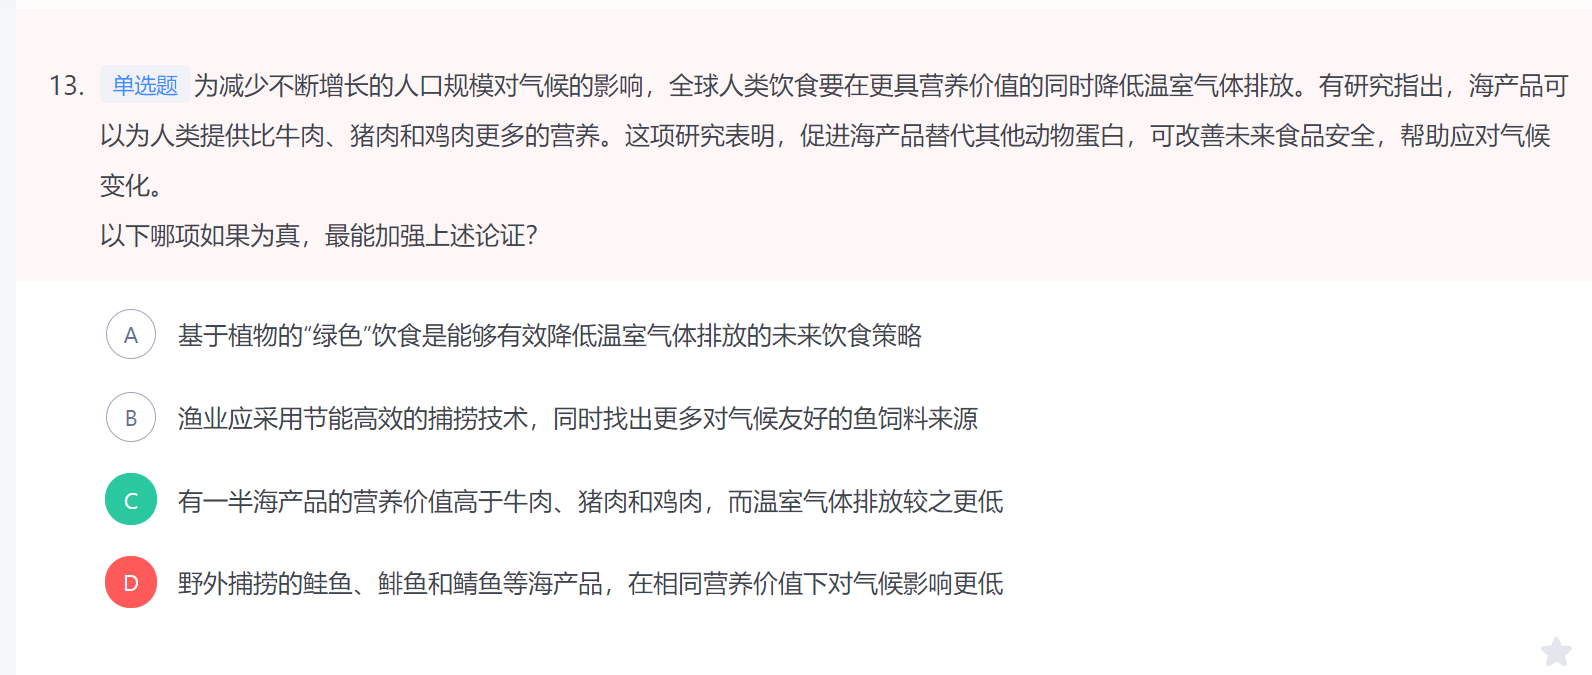 13. 单选题 为减少不断增长的人口规模对气候的影响，全球人类饮食要在更具营养价值的同时降低温室气体排放。有研究指出，海产品可
以为人类提供比牛肉、猪肉和鸡肉更多的营养。这项研究表明，促进海产品替代其他动物蛋白，可改善未来食品安全，帮助应对气候
变化。
以下哪项如果为真，最能加强上述论证？
A 基于植物的“绿色”饮食是能够有效降低温室气体排放的未来饮食策略
B 渔业应采用节能高效的捕捞技术，同时找出更多对气候友好的鱼饲料来源
C 有一半海产品的营养价值高于牛肉、猪肉和鸡肉，而温室气体排放较之更低
D 野外捕捞的鲑鱼、鲱鱼和鲭鱼等海产品，在相同营养价值下对气候影响更低